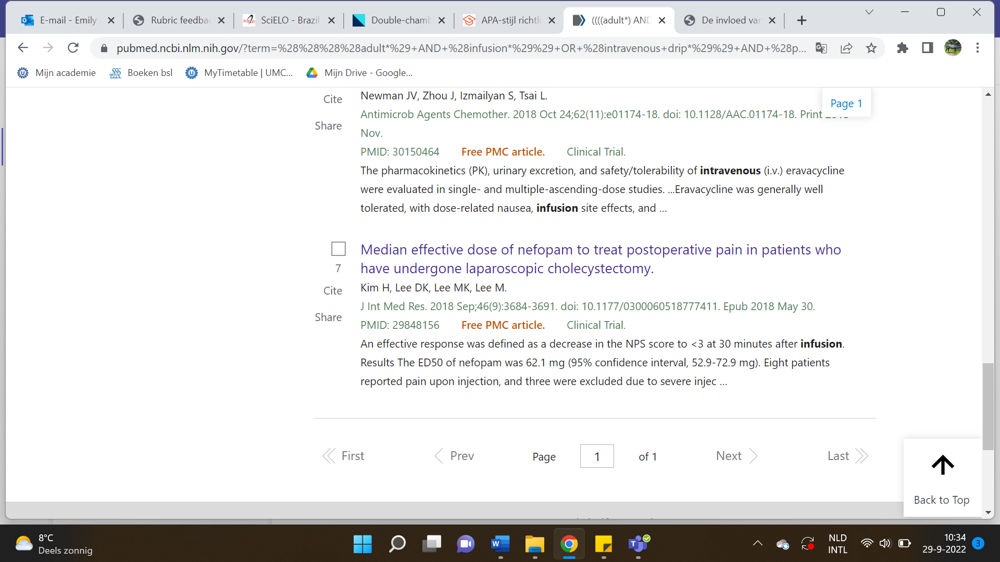 E-mail - Emily
Rubric feedbac
SciELO - Brazil
Double-chamb
APA-stijl richtli
((((adult*) AND
De invloed van
pubmed.ncbi.nlm.nih.gov/?term=%28%28%28%28adult*%29+AND+%28infusion*%29%29+OR+%28intravenous+drip*%29%29+AND+%28p...
Mijn academie
Boeken bsl
MyTimetable | UMC...
Mijn Drive - Google...
Cite
Newman JV, Zhou J, Izmailyan S, Tsai L.
Page 1
Antimicrob Agents Chemother. 2018 Oct 24;62(11):e01174-18. doi: 10.1128/AAC.01174-18. Print 2018
Share
Nov.
PMID: 30150464 Free PMC article. Clinical Trial.
The pharmacokinetics (PK), urinary excretion, and safety/tolerability of intravenous (i.v.) eravacycline
were evaluated in single- and multiple-ascending-dose studies. ...Eravacycline was generally well
tolerated, with dose-related nausea, infusion site effects, and ...
Median effective dose of nefopam to treat postoperative pain in patients who
7
have undergone laparoscopic cholecystectomy.
Cite
Kim H, Lee DK, Lee MK, Lee M.
J Int Med Res. 2018 Sep;46(9):3684-3691. doi: 10.1177/0300060518777411. Epub 2018 May 30.
Share
PMID: 29848156 Free PMC article. Clinical Trial.
An effective response was defined as a decrease in the NPS score to <3 at 30 minutes after infusion.
Results The ED50 of nefopam was 62.1 mg (95% confidence interval, 52.9-72.9 mg). Eight patients
reported pain upon injection, and three were excluded due to severe injec ...
First
Prev
Page 1 of 1
Next
Last
Back to Top
8°C
Deels zonnig
NLD
INTL
10:34
29-9-2022
3